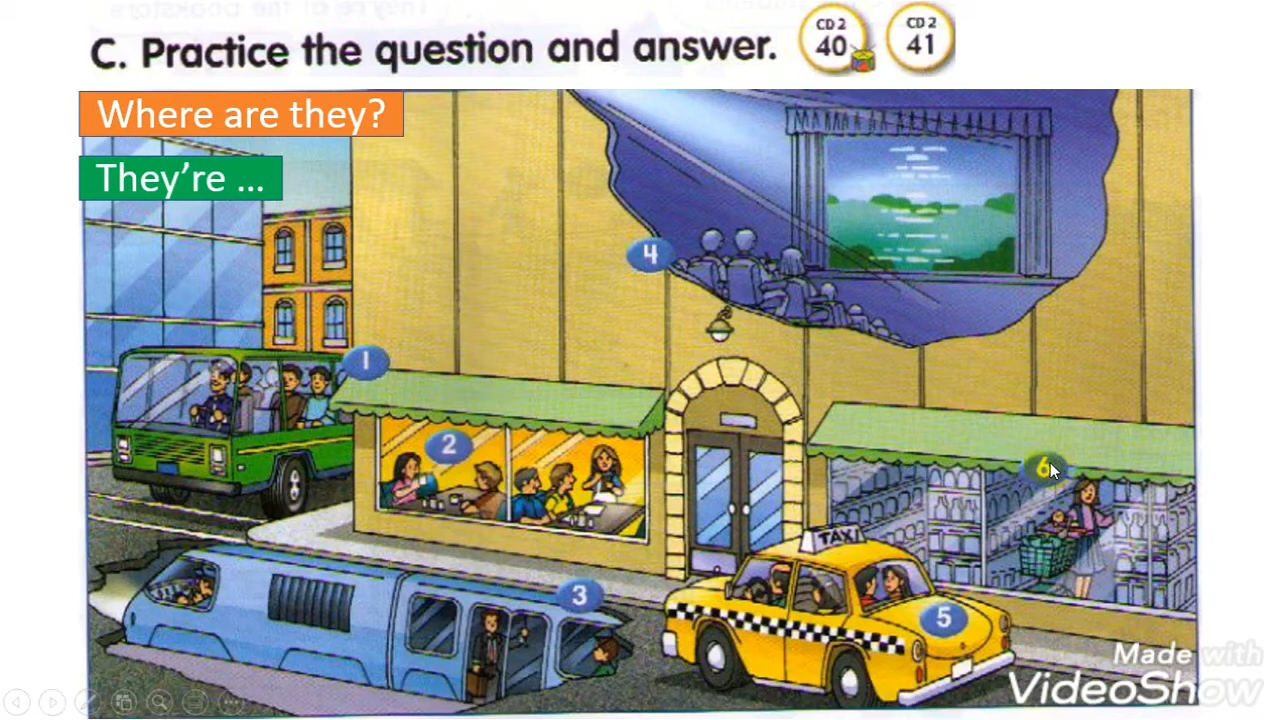 C. Practice the question and answer.
CD 2
40
CD 2
41
Where are they?
They're ...
4
1
2
6
TAXI
3
5
Made with
VideoShow